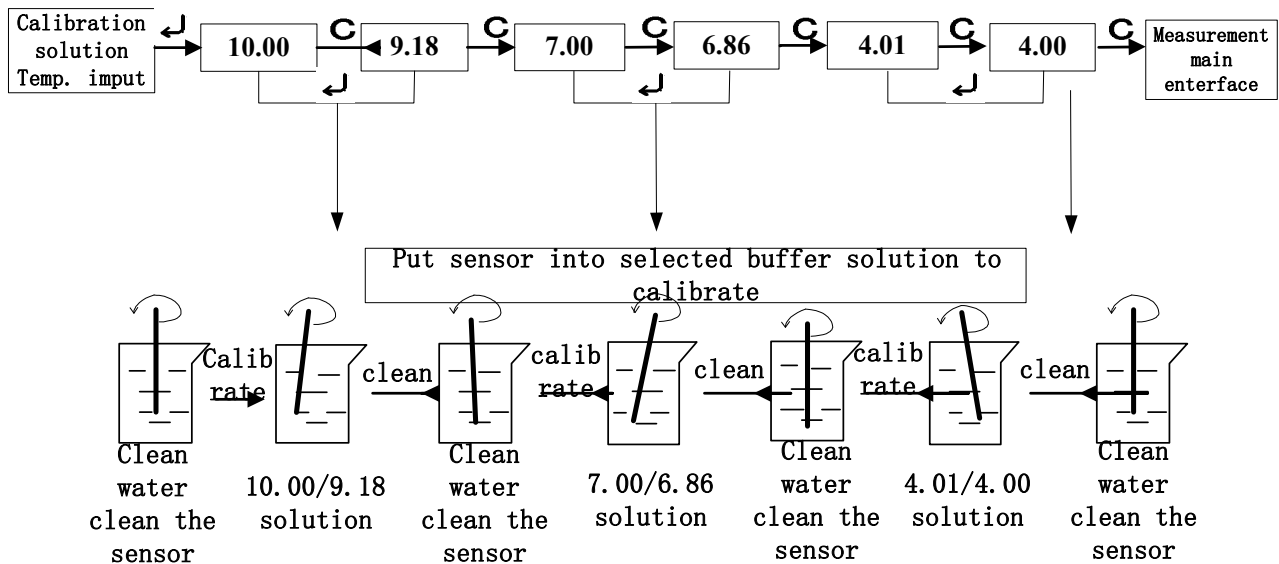 Calibration
solution
Temp. imput
10.00
C
9.18
C
7.00
C
6.86
C
4.01
C
4.00
C
Measurement
main
enterface
Put sensor into selected buffer solution to
calibrate
Calib
rate
clean
calib
rate
clean
calib
rate
clean
Clean
water
clean the
sensor
10.00/9.18
solution
Clean
water
clean the
sensor
7.00/6.86
solution
Clean
water
clean the
sensor
4.01/4.00
solution
Clean
water
clean the
sensor